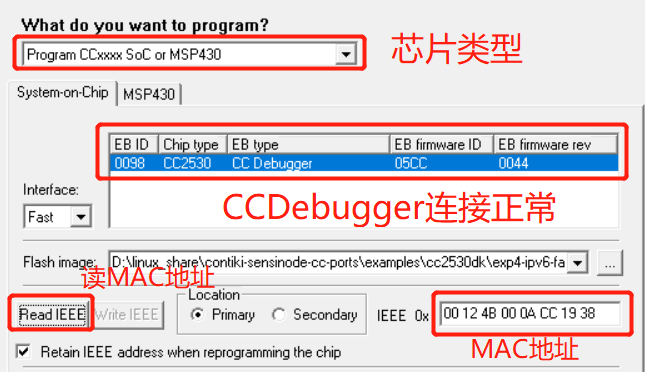 What do you want to program?
Program CCxxxx SoC or MSP430
芯片类型
System-on-Chip MSP430
EB ID Chip type EB type EB firmware ID EB firmware rev
0098 CC2530 CC Debugger 05CC 0044
Interface:
Fast
CCDebugger连接正常
Flash image: D:\linux_share\contiki-sensinode-cc-ports\examples\cc2530dk\exp4-ipv6-fa ...
读MAC地址
Location
Read IEEE Write IEEE Primary Secondary IEEE 0x 00 12 4B 00 0A CC 19 38
MAC地址
Retain IEEE address when reprogramming the chip